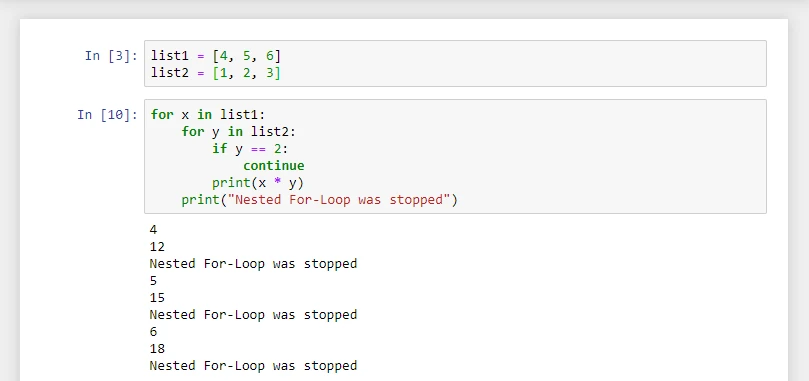 In [3]: list1 = [4, 5, 6]
list2 = [1, 2, 3]
In [10]: for x in list1:
    for y in list2:
        if y == 2:
            continue
        print(x * y)
    print("Nested For-Loop was stopped")
4
12
Nested For-Loop was stopped
5
15
Nested For-Loop was stopped
6
18
Nested For-Loop was stopped